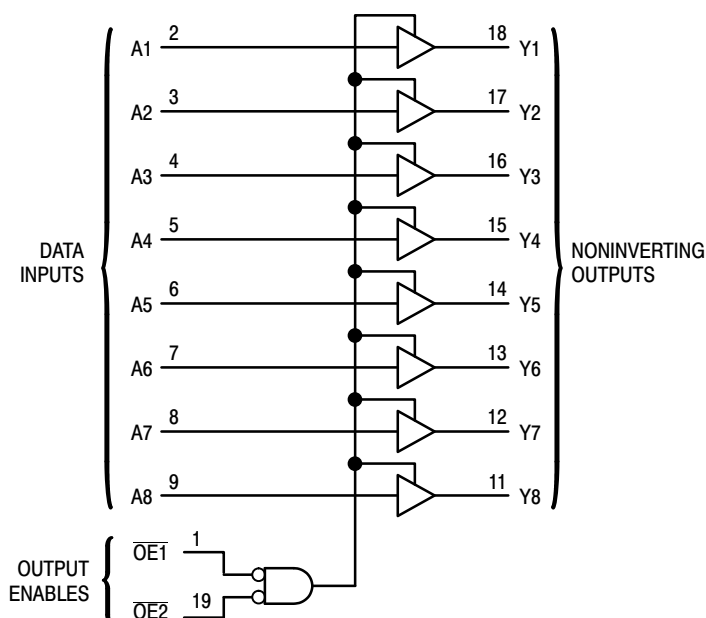 A1 2 18 Y1
A2 3 17 Y2
A3 4 16 Y3
A4 5 15 Y4
DATA
INPUTS
NONINVERTING
OUTPUTS
A5 6 14 Y5
A6 7 13 Y6
A7 8 12 Y7
A8 9 11 Y8
OUTPUT
ENABLES
OE1 1
OE2 19